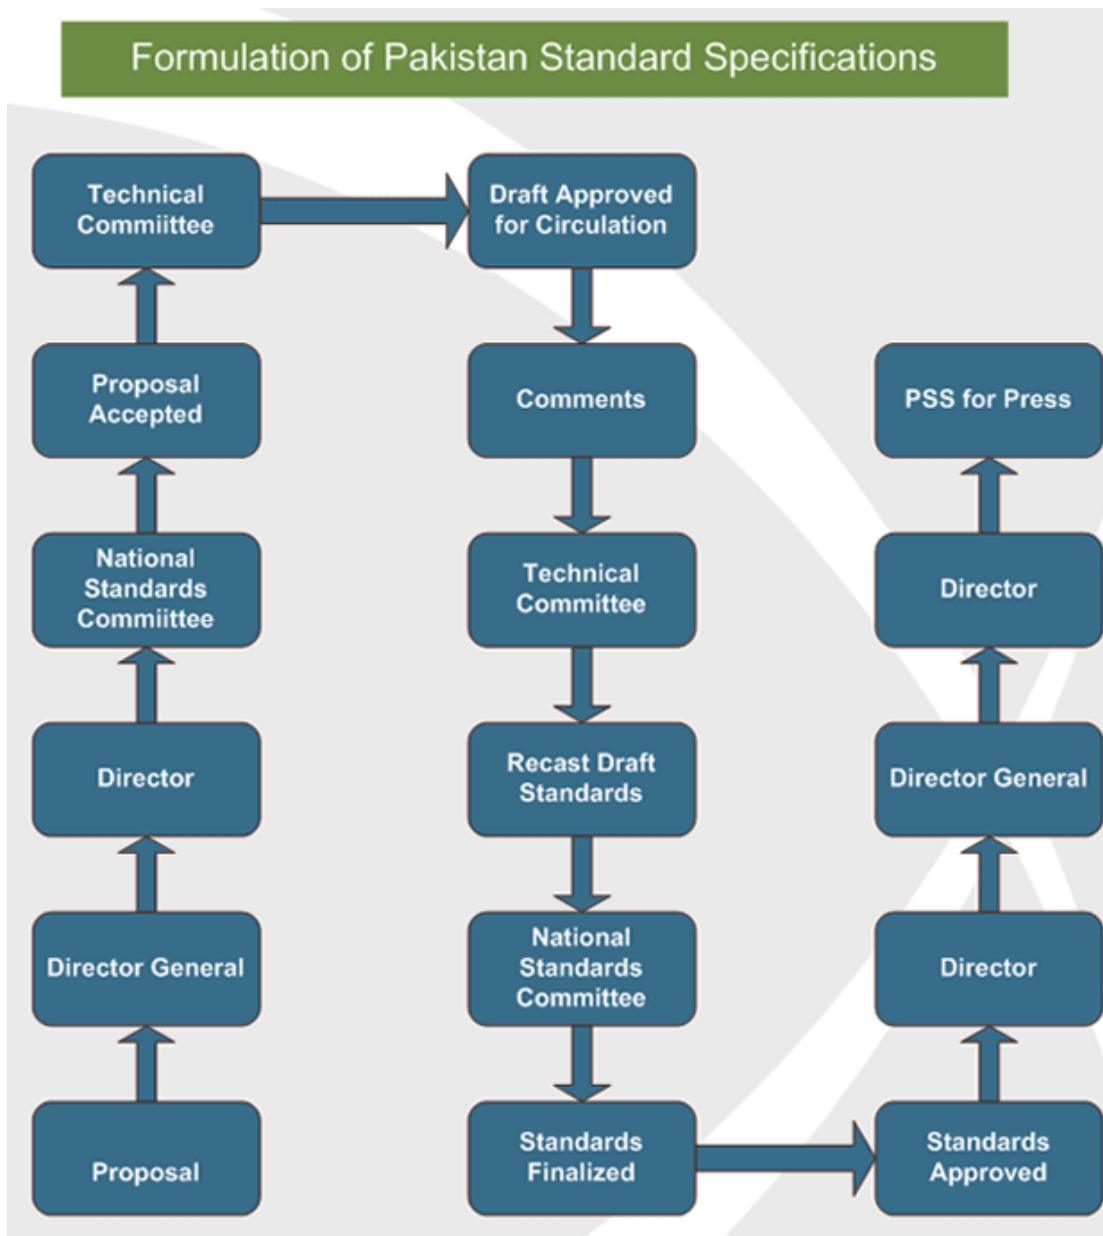 Formulation of Pakistan Standard Specifications
Proposal
Director General
Director
National
Standards
Commiittee
Proposal
Accepted
Technical
Commiittee
Draft Approved
for Circulation
Comments
Technical
Committee
Recast Draft
Standards
National
Standards
Committee
Standards
Finalized
Standards
Approved
Director
Director General
Director
PSS for Press